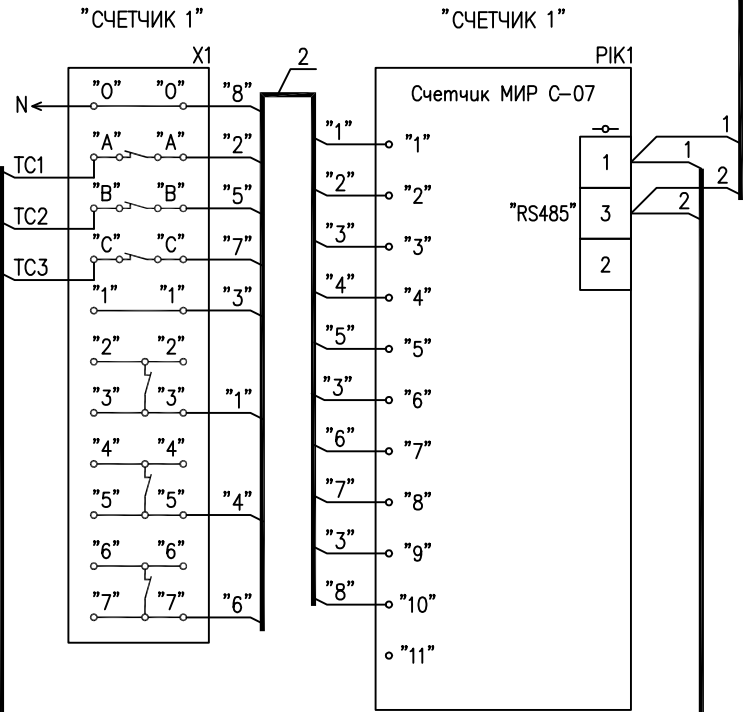 "СЧЕТЧИК 1"
"СЧЕТЧИК 1"
X1
2
PIK1
Счетчик МИР С-07
N
"0" "0" "8"
TC1
"A" "A" "2"
TC2
"B" "B" "5"
TC3
"C" "C" "7"
"1" "1" "3"
"2" "2"
"3" "3" "1"
"4" "4"
"5" "5" "4"
"6" "6"
"7" "7" "6"
"1" "1"
"2" "2"
"3" "3"
"4" "4"
"5" "5"
"3" "6"
"6" "7"
"7" "8"
"3" "9"
"8" "10"
"11"
"RS485"
1
3
2
1
1
2
2